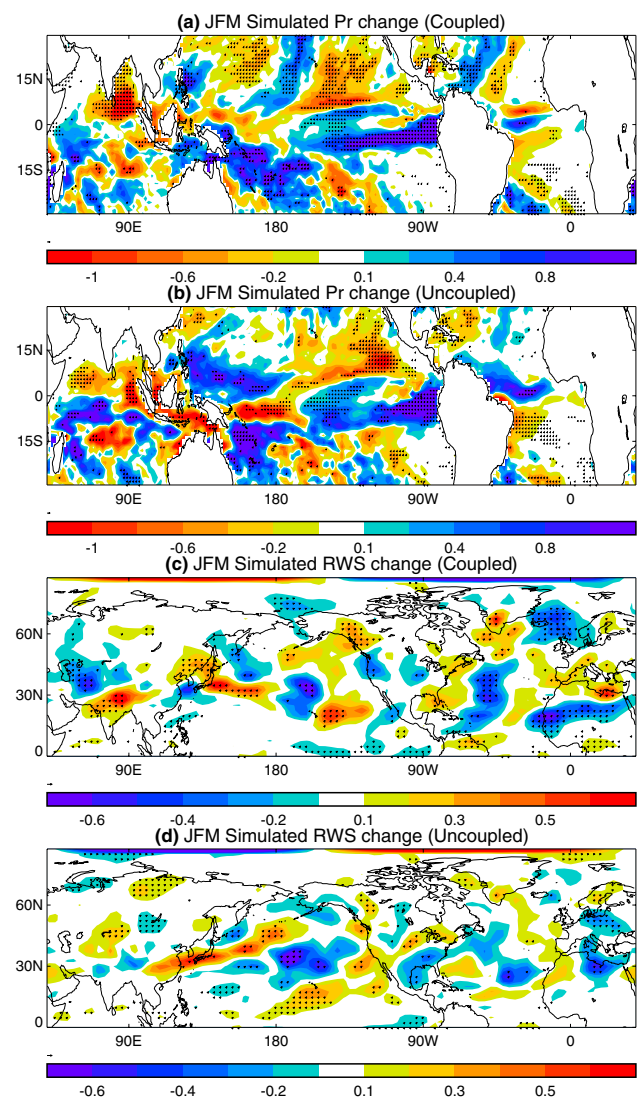 (a) JFM Simulated Pr change (Coupled)
15N
0
15S
90E 180 90W 0
-1 -0.6 -0.2 0.1 0.4 0.8
(b) JFM Simulated Pr change (Uncoupled)
15N
0
15S
90E 180 90W 0
-1 -0.6 -0.2 0.1 0.4 0.8
(c) JFM Simulated RWS change (Coupled)
60N
30N
0
90E 180 90W 0
-0.6 -0.4 -0.2 0.1 0.3 0.5
(d) JFM Simulated RWS change (Uncoupled)
60N
30N
0
90E 180 90W 0
-0.6 -0.4 -0.2 0.1 0.3 0.5